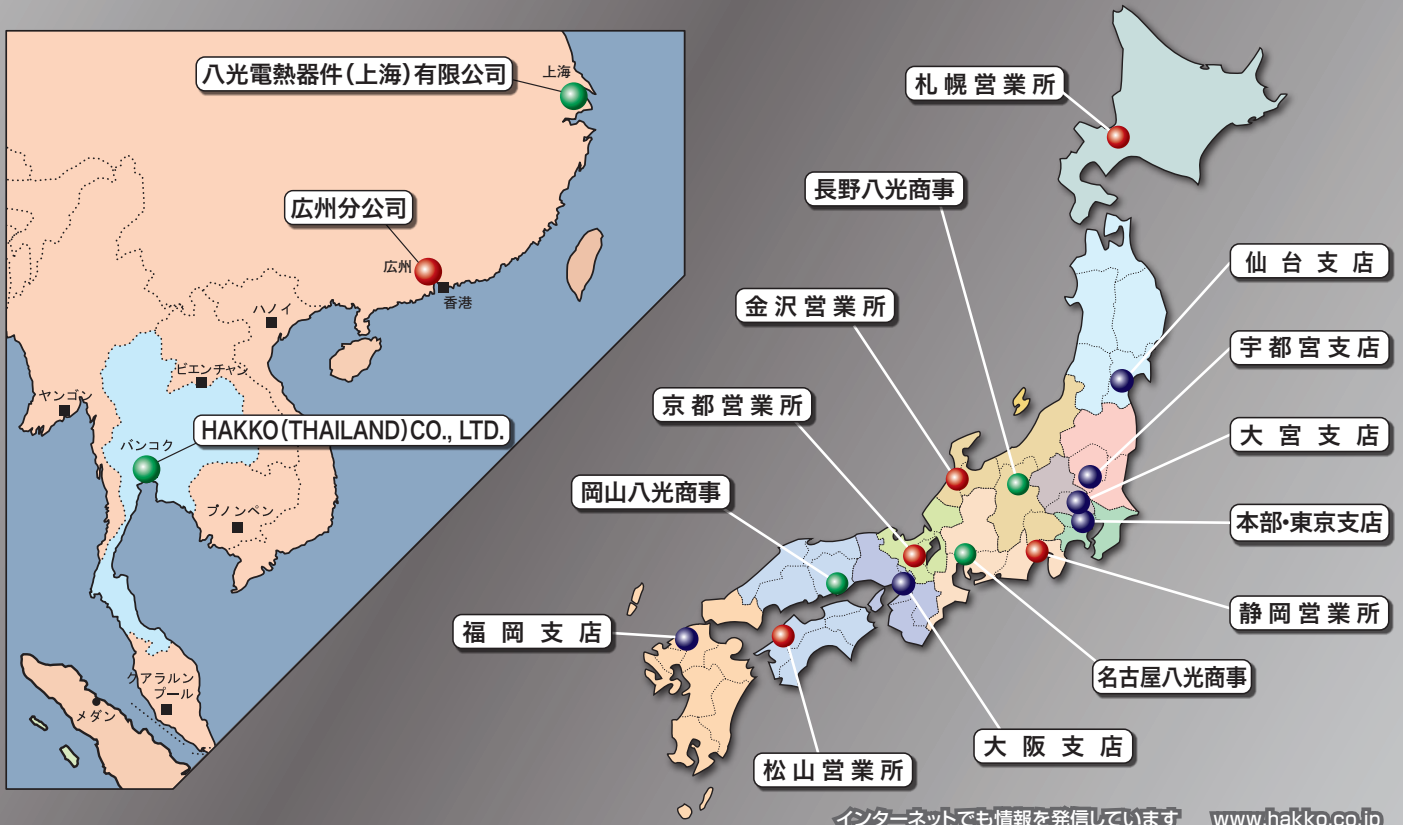 八光電熱器件(上海)有限公司
上海
広州分公司
広州
香港
ハノイ
ビエンチャン
ヤンゴン
HAKKO(THAILAND)CO., LTD.
バンコク
プノンペン
クアラルン
プール
メダン
札幌営業所
長野八光商事
仙台支店
金沢営業所
宇都宮支店
京都営業所
大宮支店
岡山八光商事
本部・東京支店
福岡支店
静岡営業所
名古屋八光商事
大阪支店
松山営業所
インターネットでも情報を発信しています www.hakko.co.jp